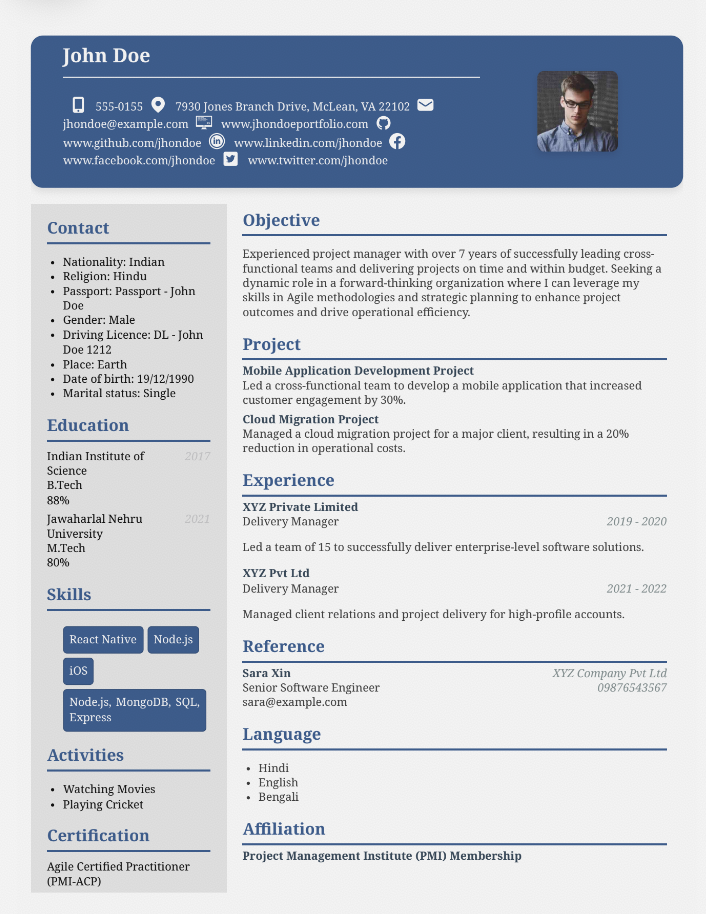 John Doe
555-0155 7930 Jones Branch Drive, McLean, VA 22102
jhondoe@example.com www.jhondoeportfolio.com
www.github.com/jhondoe www.linkedin.com/jhondoe
www.facebook.com/jhondoe www.twitter.com/jhondoe
Contact
• Nationality: Indian
• Religion: Hindu
• Passport: Passport - John
Doe
• Gender: Male
• Driving Licence: DL - John
Doe 1212
• Place: Earth
• Date of birth: 19/12/1990
• Marital status: Single
Education
Indian Institute of 2017
Science
B.Tech
88%
Jawaharlal Nehru 2021
University
M.Tech
80%
Skills
React Native Node.js
iOS
Node.js, MongoDB, SQL,
Express
Activities
• Watching Movies
• Playing Cricket
Certification
Agile Certified Practitioner
(PMI-ACP)
Objective
Experienced project manager with over 7 years of successfully leading cross-
functional teams and delivering projects on time and within budget. Seeking a
dynamic role in a forward-thinking organization where I can leverage my
skills in Agile methodologies and strategic planning to enhance project
outcomes and drive operational efficiency.
Project
Mobile Application Development Project
Led a cross-functional team to develop a mobile application that increased
customer engagement by 30%.
Cloud Migration Project
Managed a cloud migration project for a major client, resulting in a 20%
reduction in operational costs.
Experience
XYZ Private Limited
Delivery Manager 2019 - 2020
Led a team of 15 to successfully deliver enterprise-level software solutions.
XYZ Pvt Ltd
Delivery Manager 2021 - 2022
Managed client relations and project delivery for high-profile accounts.
Reference
Sara Xin XYZ Company Pvt Ltd
Senior Software Engineer 09876543567
sara@example.com
Language
• Hindi
• English
• Bengali
Affiliation
Project Management Institute (PMI) Membership